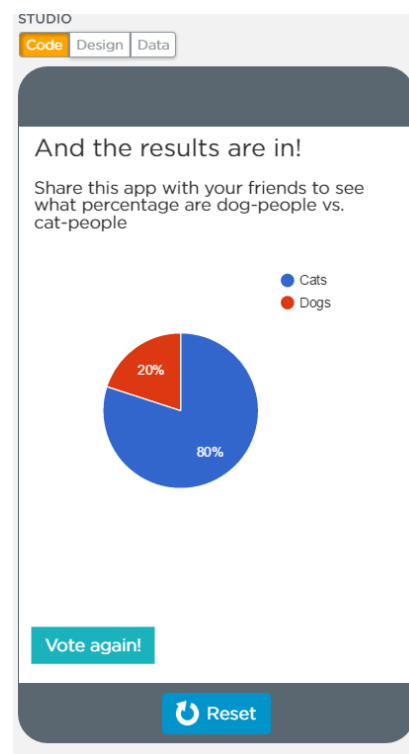 STUDIO
Code Design Data
And the results are in!
Share this app with your friends to see
what percentage are dog-people vs.
cat-people
Cats
Dogs
20%
80%
Vote again!
Reset